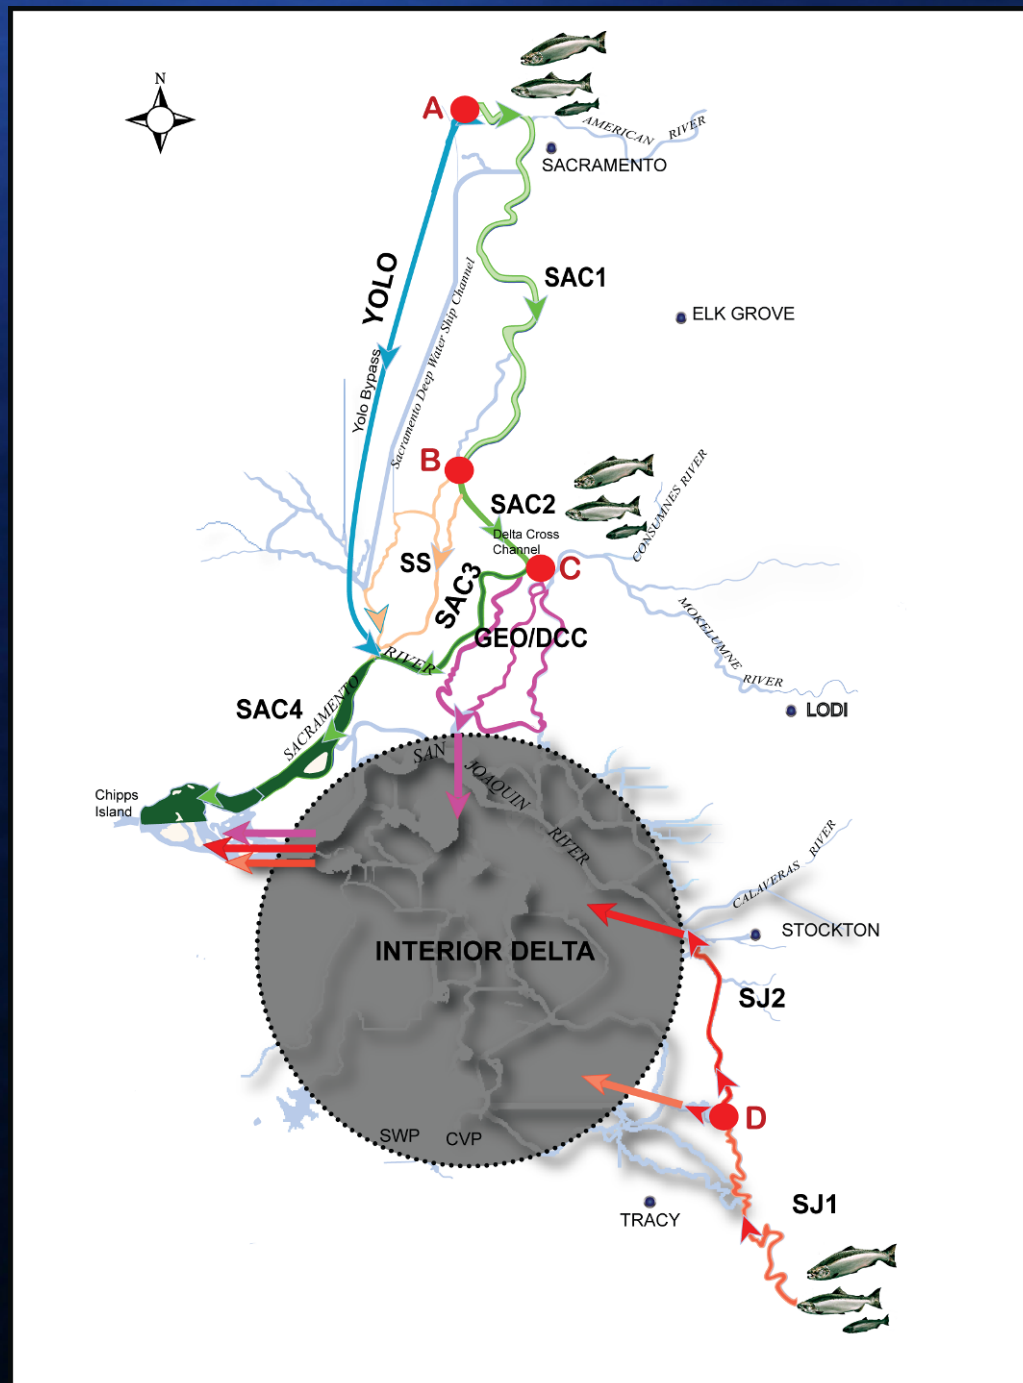 N
A
AMERICAN RIVER
SACRAMENTO
YOLO
SAC1
Sacramento Deep Water Ship Channel
ELK GROVE
Yolo Bypass
B
SAC2
CONSUMNES RIVER
Delta Cross
Channel
SS
SAC3
C
GEO/DCC
MOKELUMNE
RIVER
RIVER
SACRAMENTO
SAC4
LODI
SAN
JOAQUIN
RIVER
Chipps
Island
CALAVERAS RIVER
STOCKTON
INTERIOR DELTA
SJ2
D
SWP
CVP
SJ1
TRACY